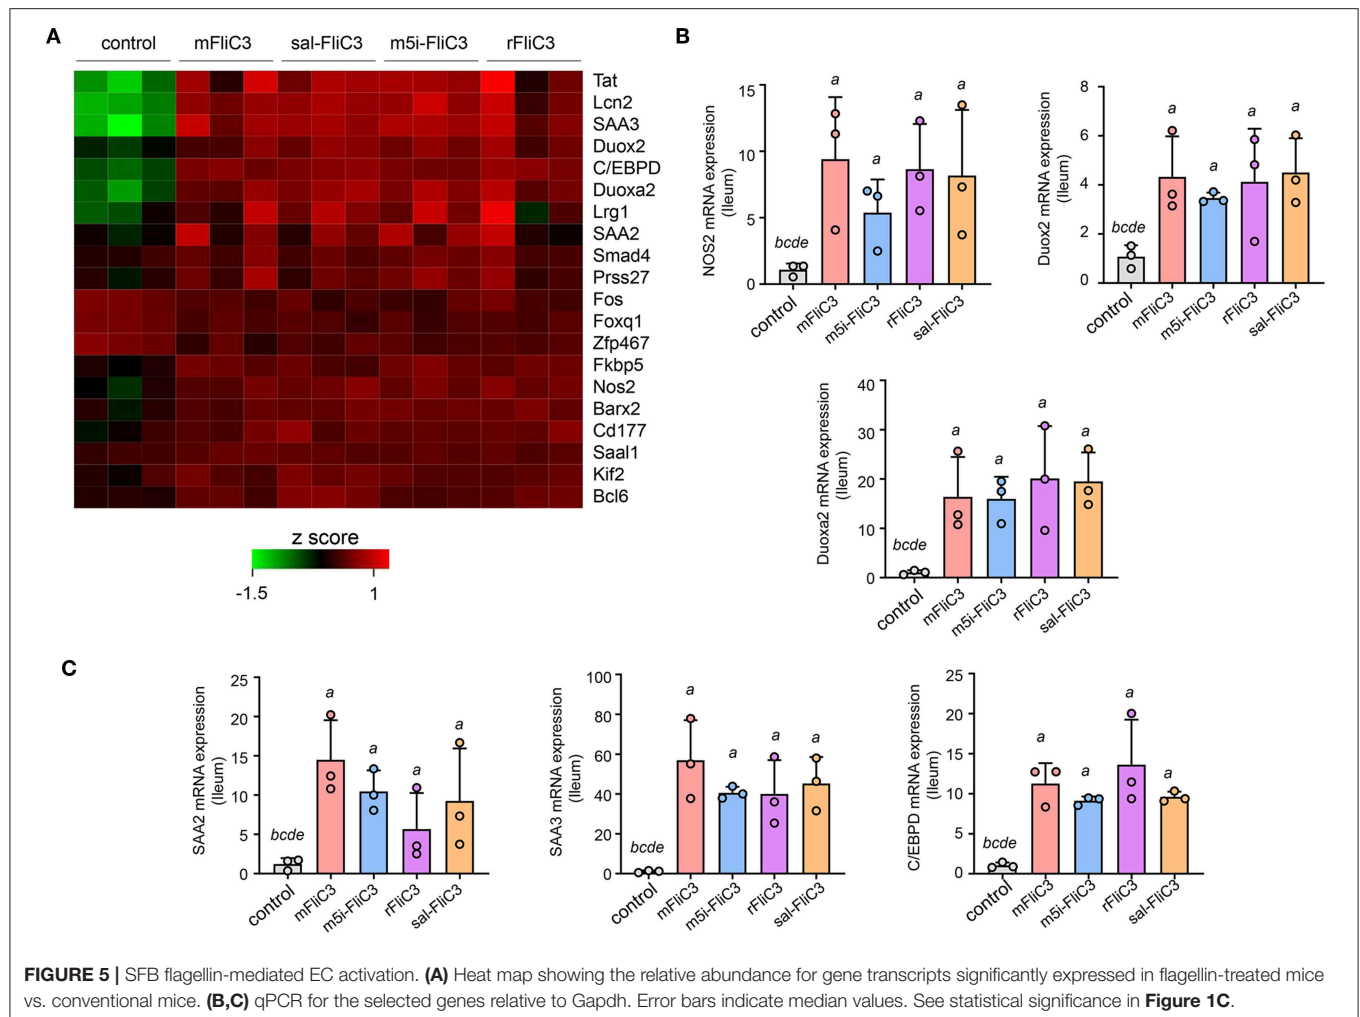 A
control mFliC3 sal-FliC3 m5i-FliC3 rFliC3
Tat
Lcn2
SAA3
Duox2
C/EBPD
Duoxa2
Lrg1
SAA2
Smad4
Prss27
Fos
Foxq1
Zfp467
Fkbp5
Nos2
Barx2
Cd177
Saal1
Kif2
Bcl6
z score
-1.5 1
B
NOS2 mRNA expression
(Ileum)
15
10
5
0
bcde a a a a
control mFliC3 m5i-FliC3 rFliC3 sal-FliC3
Duox2 mRNA expression
(Ileum)
8
6
4
2
0
bcde a a a a
control mFliC3 m5i-FliC3 rFliC3 sal-FliC3
Duoxa2 mRNA expression
(Ileum)
40
30
20
10
0
bcde a a a a
control mFliC3 m5i-FliC3 rFliC3 sal-FliC3
C
SAA2 mRNA expression
(Ileum)
25
20
15
10
5
0
bcde a a a a
control mFliC3 m5i-FliC3 rFliC3 sal-FliC3
SAA3 mRNA expression
(Ileum)
100
80
60
40
20
0
bcde a a a a
control mFliC3 m5i-FliC3 rFliC3 sal-FliC3
C/EBPD mRNA expression
(Ileum)
25
20
15
10
5
0
bcde a a a a
control mFliC3 m5i-FliC3 rFliC3 sal-FliC3
FIGURE 5 | SFB flagellin-mediated EC activation. (A) Heat map showing the relative abundance for gene transcripts significantly expressed in flagellin-treated mice
vs. conventional mice. (B,C) qPCR for the selected genes relative to Gapdh. Error bars indicate median values. See statistical significance in Figure 1C.